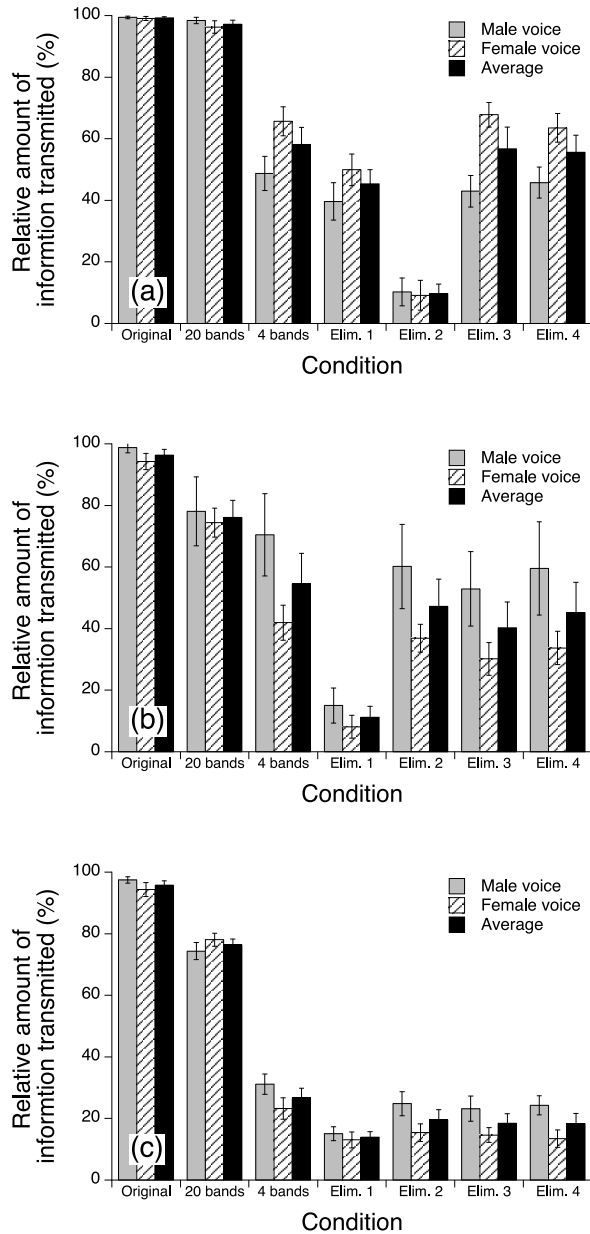 Relative amount of
informtion transmitted (%)
100
80
60
40
20
0
Male voice
Female voice
Average
(a)
Original 20 bands 4 bands Elim. 1 Elim. 2 Elim. 3 Elim. 4
Condition
Relative amount of
informtion transmitted (%)
100
80
60
40
20
0
Male voice
Female voice
Average
(b)
Original 20 bands 4 bands Elim. 1 Elim. 2 Elim. 3 Elim. 4
Condition
Relative amount of
informtion transmitted (%)
100
80
60
40
20
0
Male voice
Female voice
Average
(c)
Original 20 bands 4 bands Elim. 1 Elim. 2 Elim. 3 Elim. 4
Condition